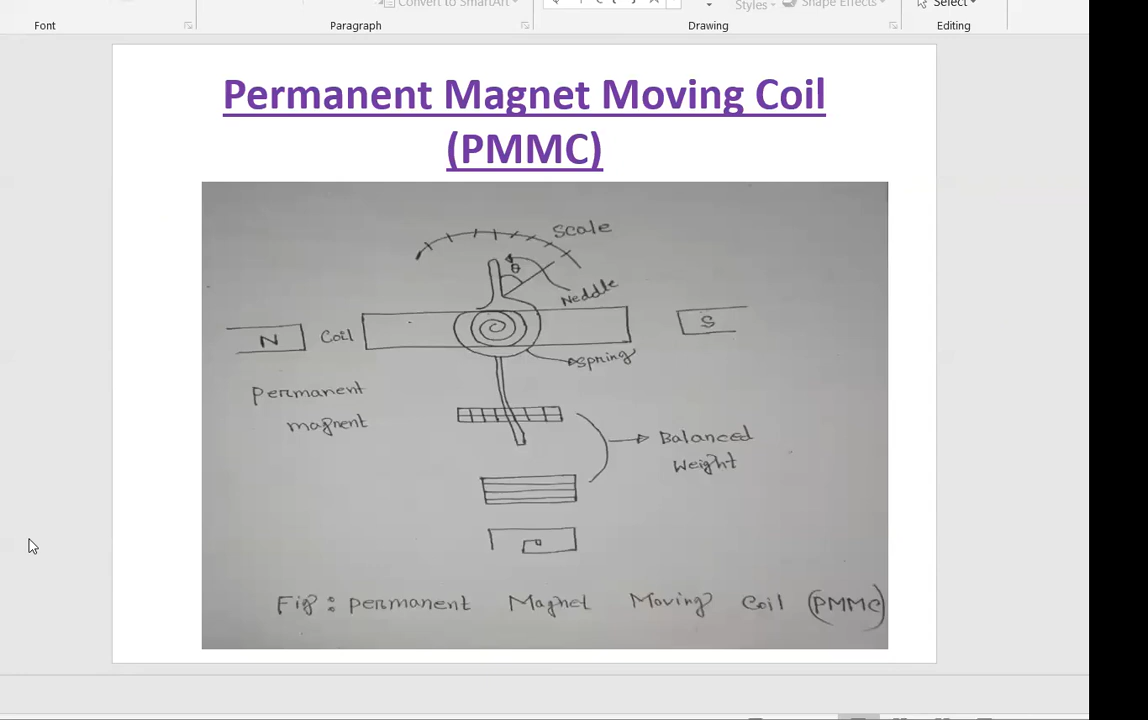 Convert to SmartArt
Styles
Shape Effects
Select
Font
Paragraph
Drawing
Editing
Permanent Magnet Moving Coil
(PMMC)
Scale
θ
Neddle
N
Coil
S
spring
permanent
magnent
Balanced
Weight
Fig : permanent Magnet Moving Coil (PMMC)